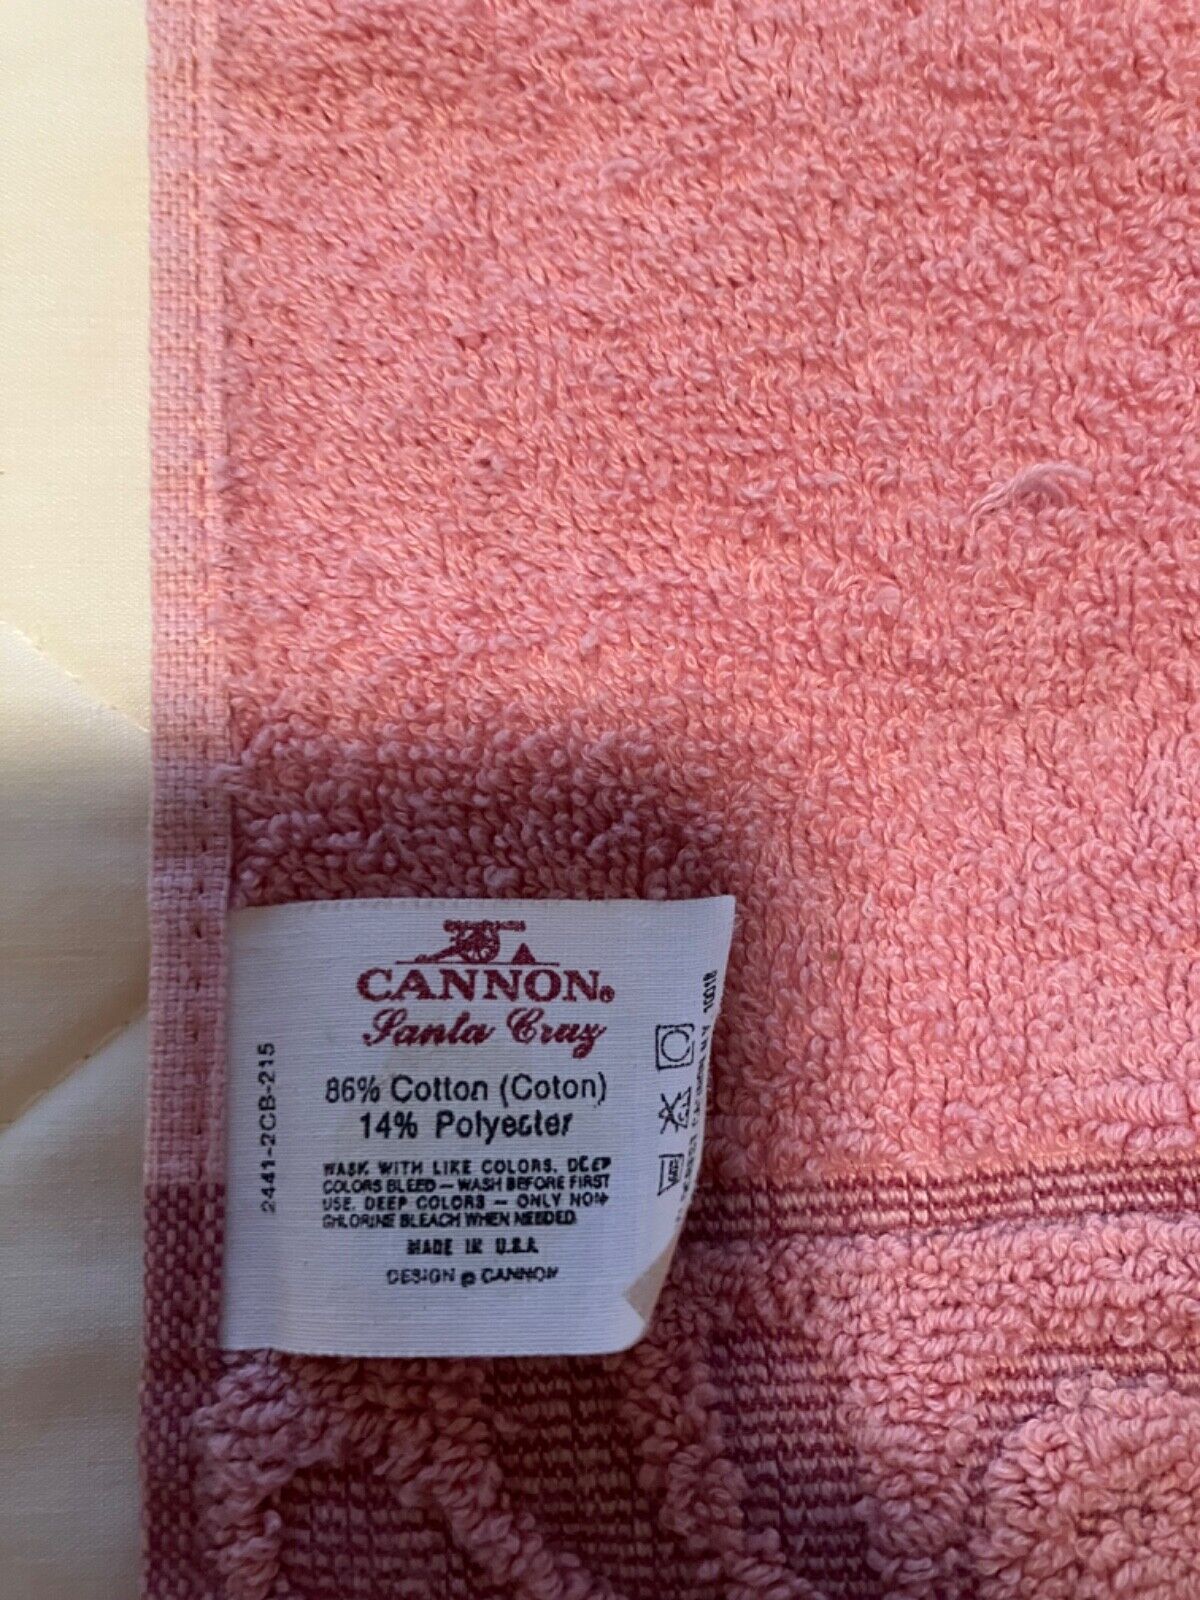 CANNON®
Santa Cruz
86% Cotton (Coton)
14% Polyester
WASH WITH LIKE COLORS. DEEP
COLORS BLEED — WASH BEFORE FIRST
USE. DEEP COLORS — ONLY NON
CHLORINE BLEACH WHEN NEEDED.
MADE IN U.S.A.
DESIGN © CANNON
2441-2CB-215
10018